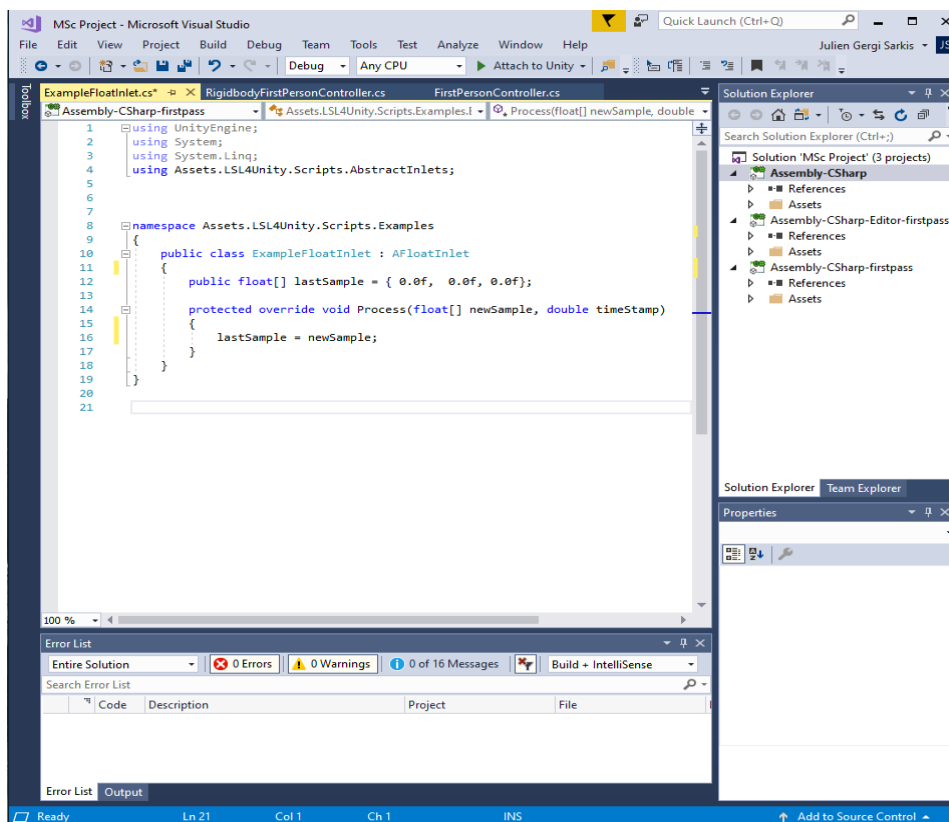 MSc Project - Microsoft Visual Studio
Quick Launch (Ctrl+Q)
File Edit View Project Build Debug Team Tools Test Analyze Window Help
Julien Gergi Sarkis
JS
Debug Any CPU Attach to Unity
Toolbox
ExampleFloatInlet.cs* RigidbodyFirstPersonController.cs FirstPersonController.cs
Assembly-CSharp-firstpass Assets.LSL4Unity.Scripts.Examples.E Process(float[] newSample, double
1 using UnityEngine;
2 using System;
3 using System.Linq;
4 using Assets.LSL4Unity.Scripts.AbstractInlets;
5
6
7
8 namespace Assets.LSL4Unity.Scripts.Examples
9 {
10 public class ExampleFloatInlet : AFloatInlet
11 {
12 public float[] lastSample = { 0.0f,  0.0f, 0.0f};
13
14 protected override void Process(float[] newSample, double timeStamp)
15 {
16 lastSample = newSample;
17 }
18 }
19 }
20
21
100 %
Solution Explorer
Search Solution Explorer (Ctrl+;)
Solution 'MSc Project' (3 projects)
Assembly-CSharp
References
Assets
Assembly-CSharp-Editor-firstpass
References
Assets
Assembly-CSharp-firstpass
References
Assets
Solution Explorer Team Explorer
Properties
Error List
Entire Solution 0 Errors 0 Warnings 0 of 16 Messages Build + IntelliSense
Search Error List
Code Description Project File
Error List Output
Ready Ln 21 Col 1 Ch 1 INS Add to Source Control